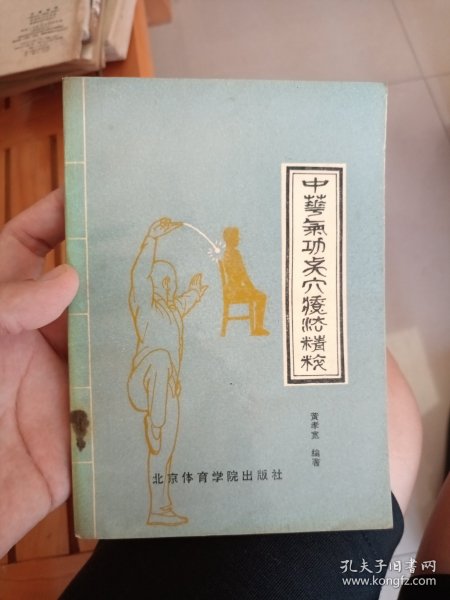 中華氣功点穴療法精粹
黄孝宽 编著
北京体育学院出版社
孔夫子旧书网
www.kongfz.com